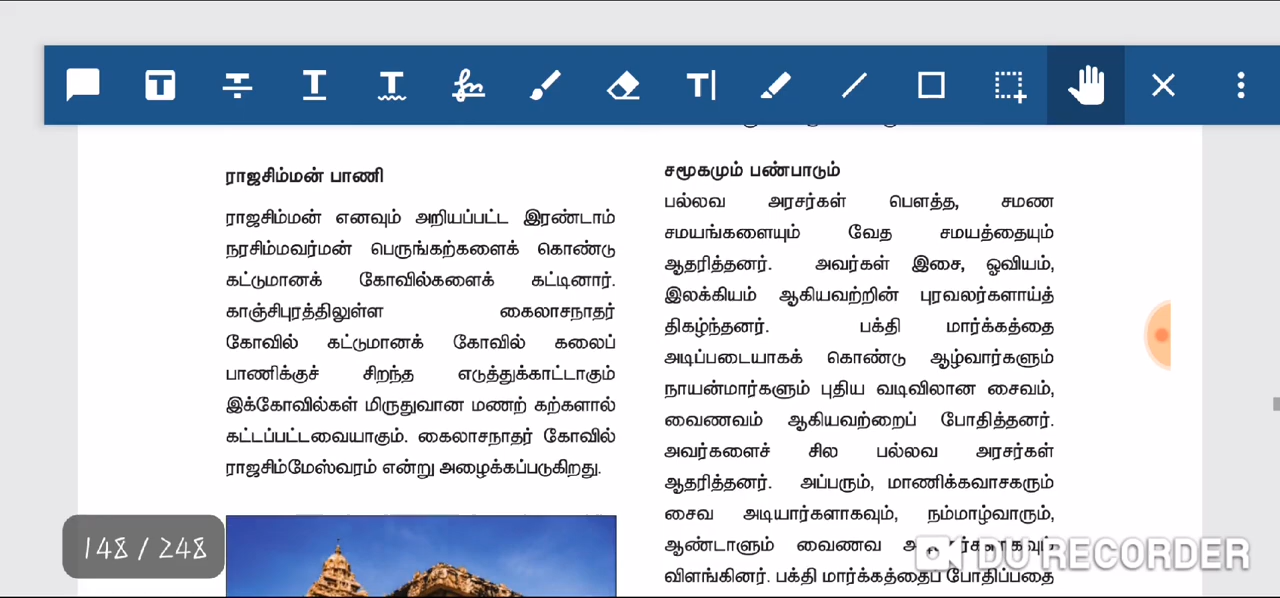 ராஜசிம்மன் பாணி
ராஜசிம்மன் எனவும் அறியப்பட்ட இரண்டாம்
நரசிம்மவர்மன் பெருங்கற்களைக் கொண்டு
கட்டுமானக் கோவில்களைக் கட்டினார்.
காஞ்சிபுரத்திலுள்ள கைலாசநாதர்
கோவில் கட்டுமானக் கோவில் கலைப்
பாணிக்குச் சிறந்த எடுத்துக்காட்டாகும்
இக்கோவில்கள் மிருதுவான மணற் கற்களால்
கட்டப்பட்டவையாகும். கைலாசநாதர் கோவில்
ராஜசிம்மேஸ்வரம் என்று அழைக்கப்படுகிறது.
சமூகமும் பண்பாடும்
பல்லவ அரசர்கள் பௌத்த, சமண
சமயங்களையும் வேத சமயத்தையும்
ஆதரித்தனர். அவர்கள் இசை, ஓவியம்,
இலக்கியம் ஆகியவற்றின் புரவலர்களாய்த்
திகழ்ந்தனர். பக்தி மார்க்கத்தை
அடிப்படையாகக் கொண்டு ஆழ்வார்களும்
நாயன்மார்களும் புதிய வடிவிலான சைவம்,
வைணவம் ஆகியவற்றைப் போதித்தனர்.
அவர்களைச் சில பல்லவ அரசர்கள்
ஆதரித்தனர். அப்பரும், மாணிக்கவாசகரும்
சைவ அடியார்களாகவும், நம்மாழ்வாரும்,
ஆண்டாளும் வைணவ
விளங்கினர். பக்தி மார்க்கத்தைப் போதிப்பதை
148 / 248
DU RECORDER